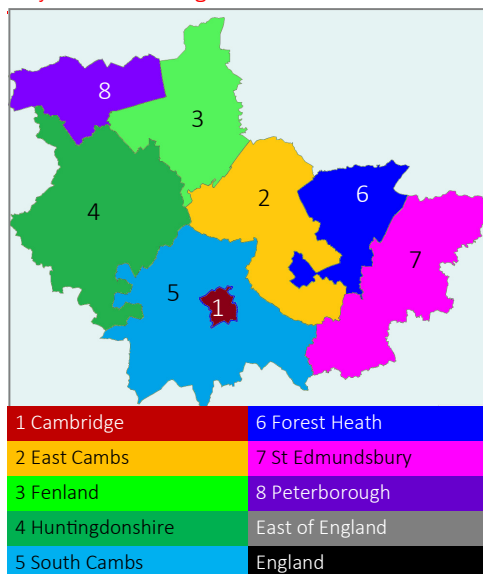 8
3
2
6
4
7
5
1
1 Cambridge
6 Forest Heath
2 East Cambs
7 St Edmundsbury
3 Fenland
8 Peterborough
4 Huntingdonshire
East of England
5 South Cambs
England